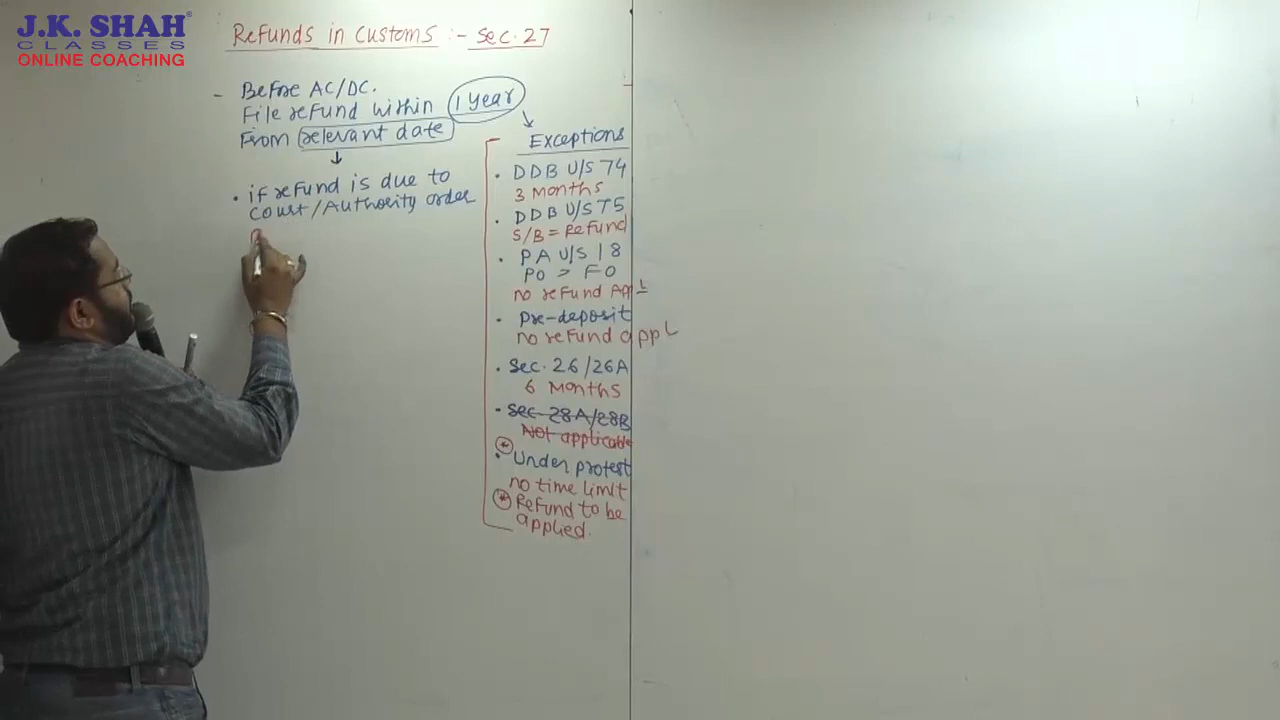 J.K. SHAH®
CLASSES
ONLINE COACHING
Refunds in Customs :- Sec. 27
- Before AC/DC.
File refund within 1 year
From relevant date
↓
• if refund is due to
Court/Authority order
Exceptions
• DDB U/S 74
3 Months
• DDB U/S 75
S/B = Refund
• PA U/S 18
PO > FO
no refund App L
• Pre-deposit
no refund appL
• Sec. 26/26A
6 Months
• Sec 28A/28B
Not applicable
• Under protest
no time limit
* Refund to be
applied.